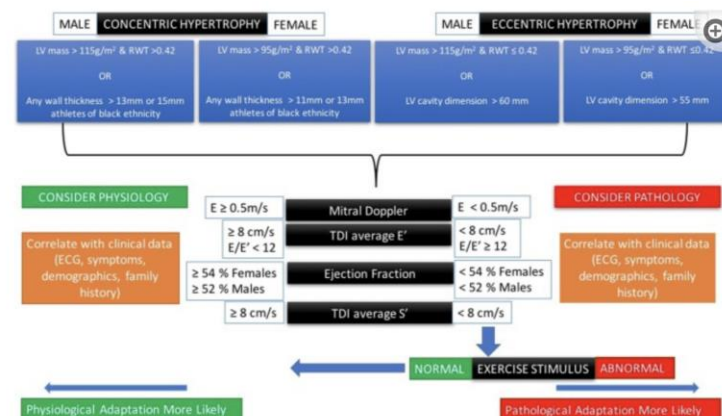 MALE CONCENTRIC HYPERTROPHY FEMALE
MALE ECCENTRIC HYPERTROPHY FEMALE
LV mass > 115g/m² & RWT >0.42
OR
Any wall thickness > 13mm or 15mm
athletes of black ethnicity
LV mass > 95g/m² & RWT >0.42
OR
Any wall thickness > 11mm or 13mm
athletes of black ethnicity
LV mass > 115g/m² & RWT ≤ 0.42
OR
LV cavity dimension > 60 mm
LV mass > 95g/m² & RWT ≤0.42
OR
LV cavity dimension > 55 mm
CONSIDER PHYSIOLOGY
Correlate with clinical data
(ECG, symptoms,
demographics, family
history)
E ≥ 0.5m/s
Mitral Doppler
E < 0.5m/s
≥ 8 cm/s
E/E’ < 12
TDI average E’
< 8 cm/s
E/E’ ≥ 12
≥ 54 % Females
≥ 52 % Males
Ejection Fraction
< 54 % Females
< 52 % Males
≥ 8 cm/s
TDI average S’
< 8 cm/s
CONSIDER PATHOLOGY
Correlate with clinical data
(ECG, symptoms,
demographics, family
history)
NORMAL EXERCISE STIMULUS ABNORMAL
Physiological Adaptation More Likely
Pathological Adaptation More Likely